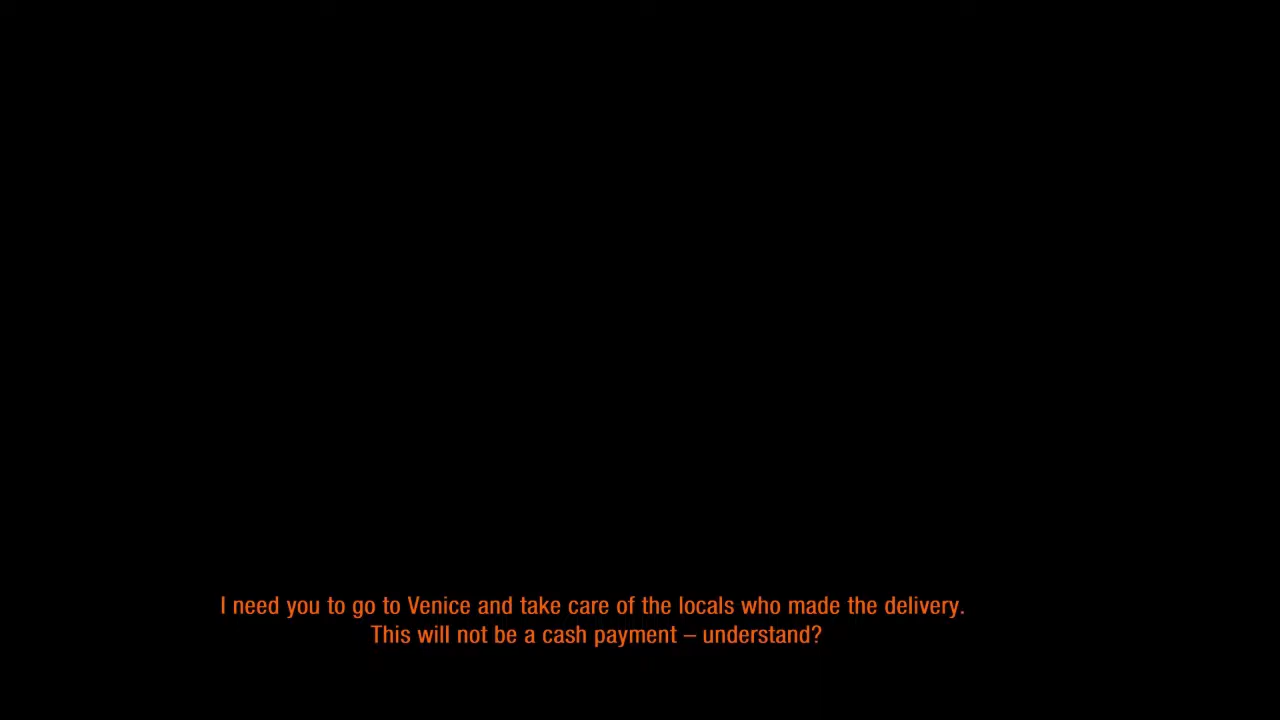 I need you to go to Venice and take care of the locals who made the delivery.
This will not be a cash payment – understand?